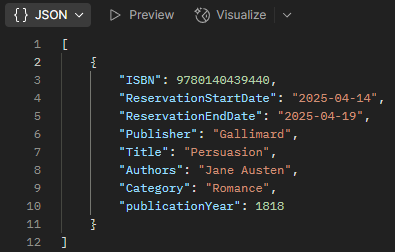 {} JSON Preview Visualize
1 [
2 {
3 "ISBN": 9780140439440,
4 "ReservationStartDate": "2025-04-14",
5 "ReservationEndDate": "2025-04-19",
6 "Publisher": "Gallimard",
7 "Title": "Persuasion",
8 "Authors": "Jane Austen",
9 "Category": "Romance",
10 "publicationYear": 1818
11 }
12 ]